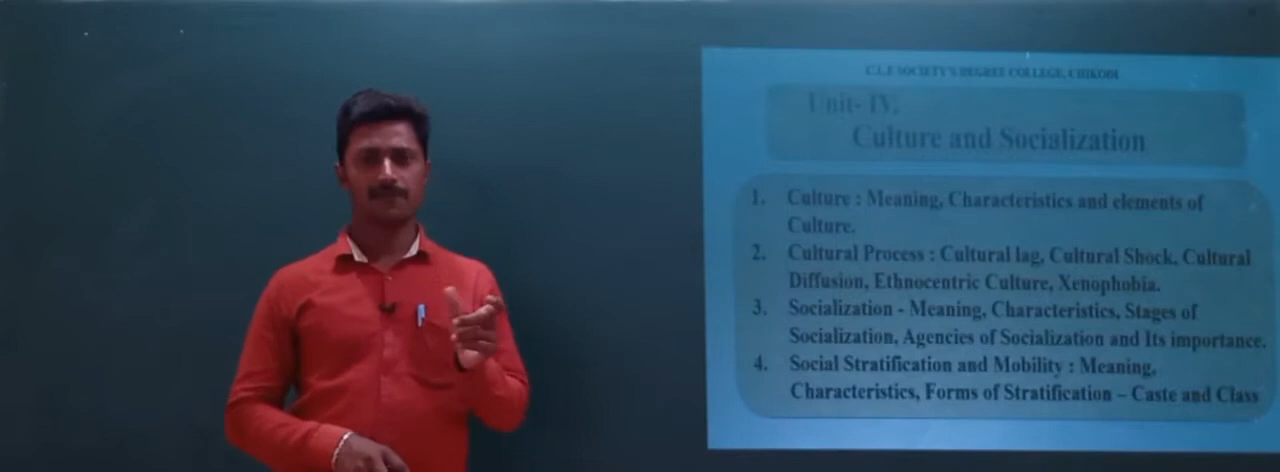 C.L.E SOCIETY'S DEGREE COLLEGE, CHIKODI
Unit- IV.
Culture and Socialization
1. Culture : Meaning, Characteristics and elements of
Culture.
2. Cultural Process : Cultural lag, Cultural Shock, Cultural
Diffusion, Ethnocentric Culture, Xenophobia.
3. Socialization - Meaning, Characteristics, Stages of
Socialization, Agencies of Socialization and Its importance.
4. Social Stratification and Mobility : Meaning,
Characteristics, Forms of Stratification – Caste and Class